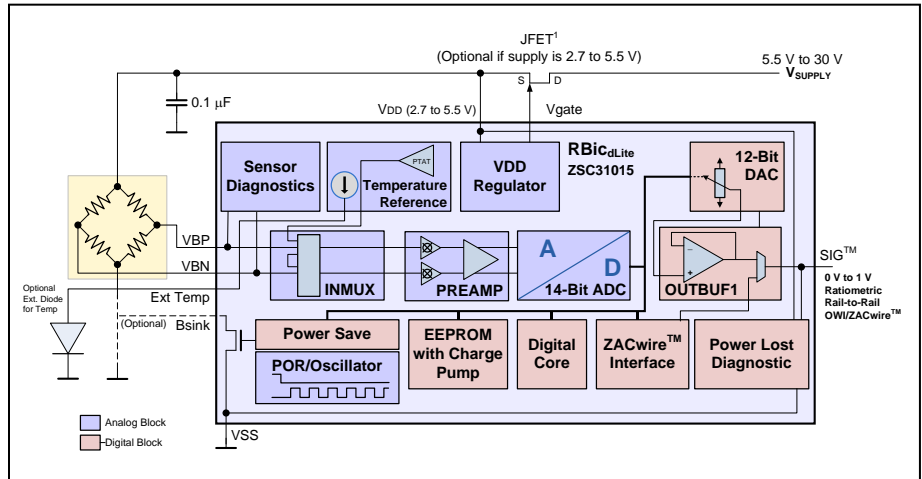 JFET1
(Optional if supply is 2.7 to 5.5 V)
5.5 V to 30 V
VSUPPLY
S
D
0.1 µF
VDD (2.7 to 5.5 V)
Vgate
RBicdLite
ZSC31015
Sensor
Diagnostics
PTAT
Temperature
Reference
VDD
Regulator
12-Bit
DAC
VBP
VBN
INMUX
PREAMP
A
D
14-Bit ADC
OUTBUF1
SIG™
0 V to 1 V
Ratiometric
Rail-to-Rail
OWI/ZACwire™
Optional
Ext. Diode
for Temp
Ext Temp
(Optional)
Bsink
Power Save
POR/Oscillator
EEPROM
with Charge
Pump
Digital
Core
ZACwire™
Interface
Power Lost
Diagnostic
Analog Block
Digital Block
VSS